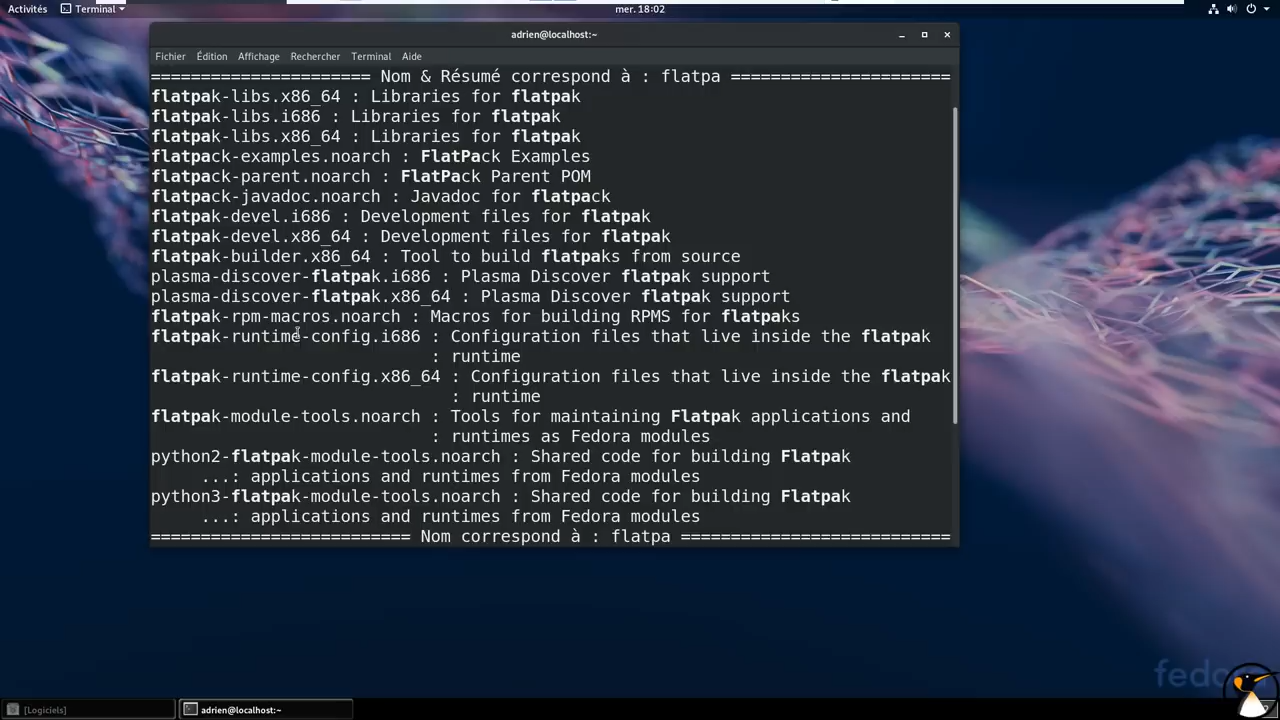 Activités
Terminal
mer. 18:02
adrien@localhost:~
Fichier Édition Affichage Rechercher Terminal Aide
====================== Nom & Résumé correspond à : flatpa ======================
flatpak-libs.x86_64 : Libraries for flatpak
flatpak-libs.i686 : Libraries for flatpak
flatpak-libs.x86_64 : Libraries for flatpak
flatpack-examples.noarch : FlatPack Examples
flatpack-parent.noarch : FlatPack Parent POM
flatpack-javadoc.noarch : Javadoc for flatpack
flatpak-devel.i686 : Development files for flatpak
flatpak-devel.x86_64 : Development files for flatpak
flatpak-builder.x86_64 : Tool to build flatpaks from source
plasma-discover-flatpak.i686 : Plasma Discover flatpak support
plasma-discover-flatpak.x86_64 : Plasma Discover flatpak support
flatpak-rpm-macros.noarch : Macros for building RPMS for flatpaks
flatpak-runtime-config.i686 : Configuration files that live inside the flatpak
: runtime
flatpak-runtime-config.x86_64 : Configuration files that live inside the flatpak
: runtime
flatpak-module-tools.noarch : Tools for maintaining Flatpak applications and
: runtimes as Fedora modules
python2-flatpak-module-tools.noarch : Shared code for building Flatpak
...: applications and runtimes from Fedora modules
python3-flatpak-module-tools.noarch : Shared code for building Flatpak
...: applications and runtimes from Fedora modules
========================== Nom correspond à : flatpa ===========================
fedora
[Logiciels]
adrien@localhost:~